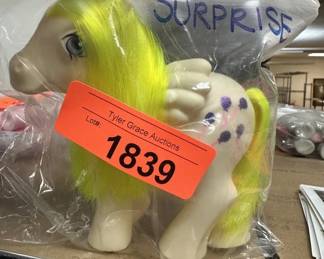 SURPRISE
Tyler Grace Auctions
Lot#:
1839